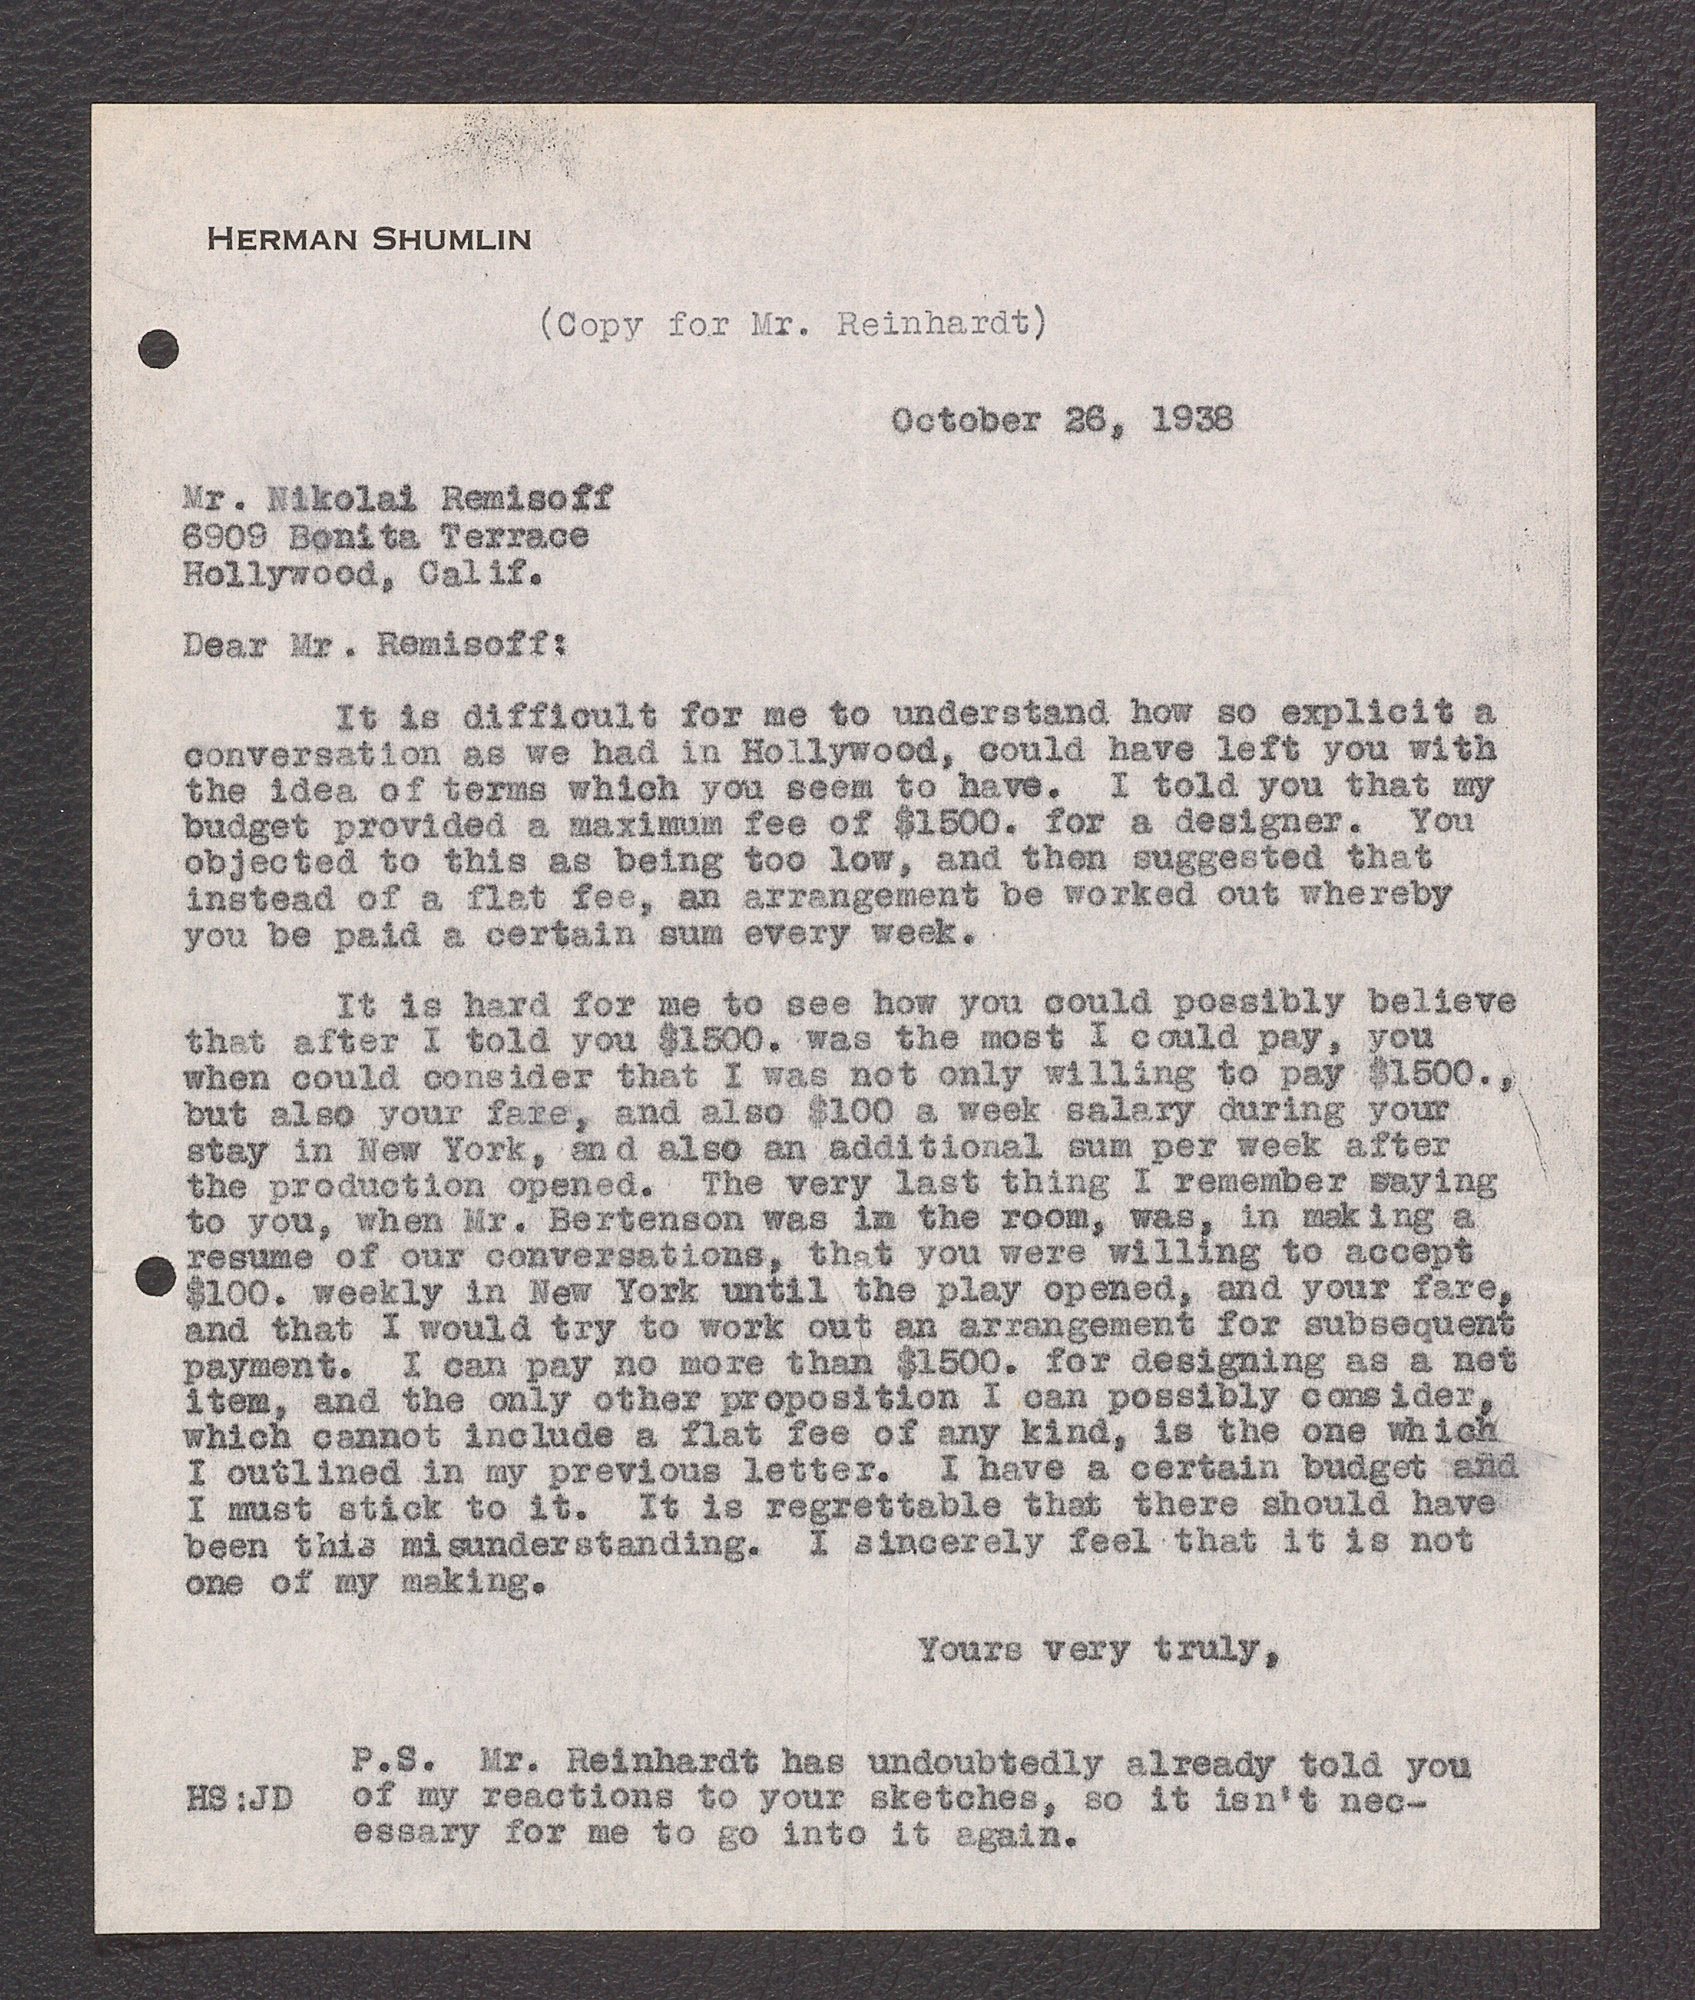 HERMAN SHUMLIN
(Copy for Mr. Reinhardt)
October 26, 1938
Mr. Nikolai Remisoff
6909 Bonita Terrace
Hollywood, Calif.
Dear Mr. Remisoff:
It is difficult for me to understand how so explicit a
conversation as we had in Hollywood, could have left you with
the idea of terms which you seem to have. I told you that my
budget provided a maximum fee of $1500. for a designer. You
objected to this as being too low, and then suggested that
instead of a flat fee, an arrangement be worked out whereby
you be paid a certain sum every week.
It is hard for me to see how you could possibly believe
that after I told you $1500. was the most I could pay, you
when could consider that I was not only willing to pay $1500.,
but also your fare, and also $100 a week salary during your
stay in New York, and also an additional sum per week after
the production opened. The very last thing I remember saying
to you, when Mr. Bertenson was in the room, was, in making a
resume of our conversations, that you were willing to accept
$100. weekly in New York until the play opened, and your fare,
and that I would try to work out an arrangement for subsequent
payment. I can pay no more than $1500. for designing as a net
item, and the only other proposition I can possibly consider,
which cannot include a flat fee of any kind, is the one which
I outlined in my previous letter. I have a certain budget and
I must stick to it. It is regrettable that there should have
been this misunderstanding. I sincerely feel that it is not
one of my making.
Yours very truly,
P.S. Mr. Reinhardt has undoubtedly already told you
HS:JD of my reactions to your sketches, so it isn't nec-
essary for me to go into it again.